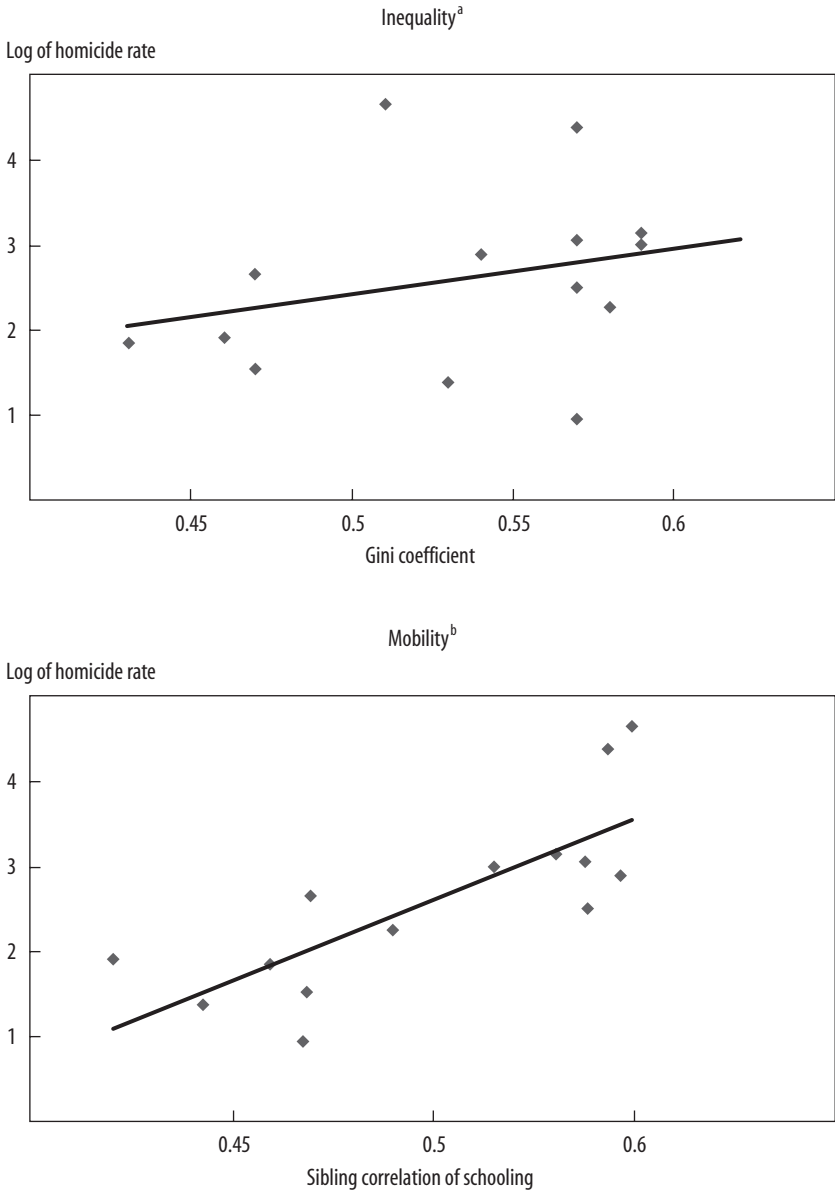 Inequality^a
Log of homicide rate
4
3
2
1
0.45 0.5 0.55 0.6
Gini coefficient
Mobility^b
Log of homicide rate
4
3
2
1
0.45 0.5 0.6
Sibling correlation of schooling